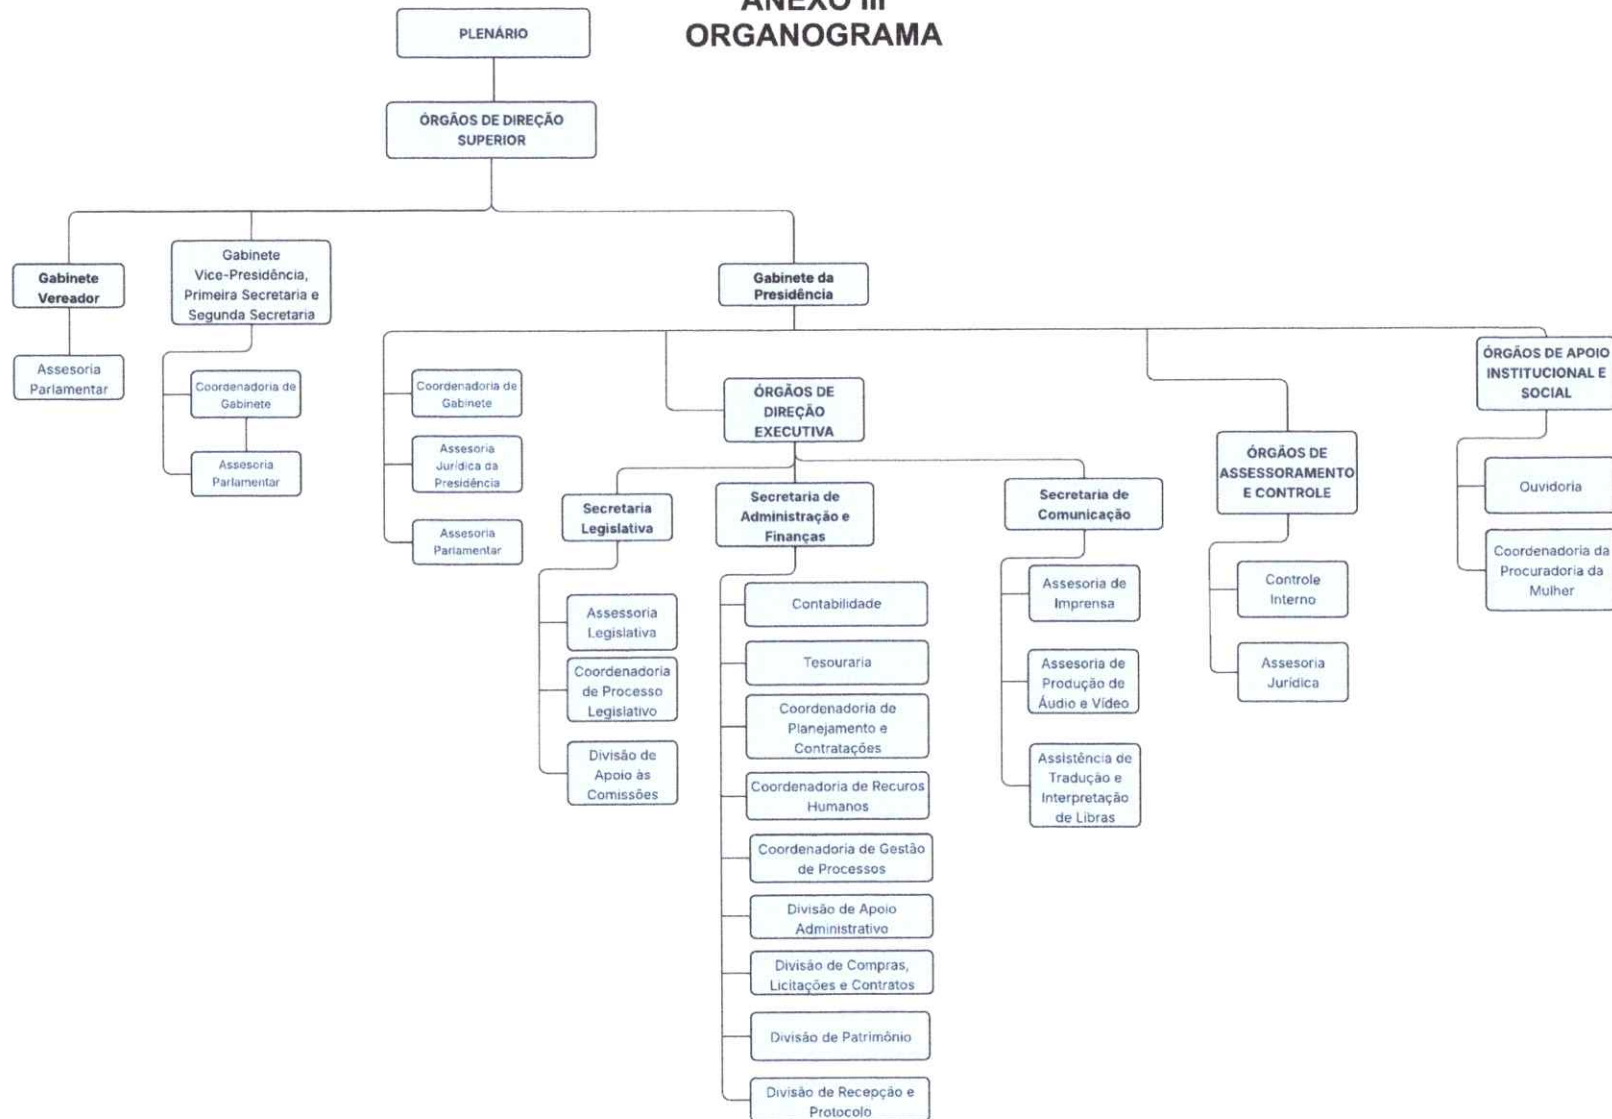 ANEXO III
ORGANOGRAMA
PLENÁRIO
ÓRGÃOS DE DIREÇÃO
SUPERIOR
Gabinete
Vereador
Assesoria
Parlamentar
Gabinete
Vice-Presidência,
Primeira Secretaria e
Segunda Secretaria
Coordenadoria de
Gabinete
Assesoria
Parlamentar
Gabinete da
Presidência
Coordenadoria de
Gabinete
Assesoria
Jurídica da
Presidência
Assesoria
Parlamentar
ÓRGÃOS DE
DIREÇÃO
EXECUTIVA
Secretaria
Legislativa
Assessoria
Legislativa
Coordenadoria
de Processo
Legislativo
Divisão de
Apoio às
Comissões
Secretaria de
Administração e
Finanças
Contabilidade
Tesouraria
Coordenadoria de
Planejamento e
Contratações
Coordenadoria de Recuros
Humanos
Coordenadoria de Gestão
de Processos
Divisão de Apoio
Administrativo
Divisão de Compras,
Licitações e Contratos
Divisão de Patrimônio
Divisão de Recepção e
Protocolo
Secretaria de
Comunicação
Assesoria de
Imprensa
Assesoria de
Produção de
Áudio e Vídeo
Assistência de
Tradução e
Interpretação
de Libras
ÓRGÃOS DE
ASSESSORAMENTO
E CONTROLE
Controle
Interno
Assesoria
Jurídica
ÓRGÃOS DE APOIO
INSTITUCIONAL E
SOCIAL
Ouvidoria
Coordenadoria da
Procuradoria da
Mulher